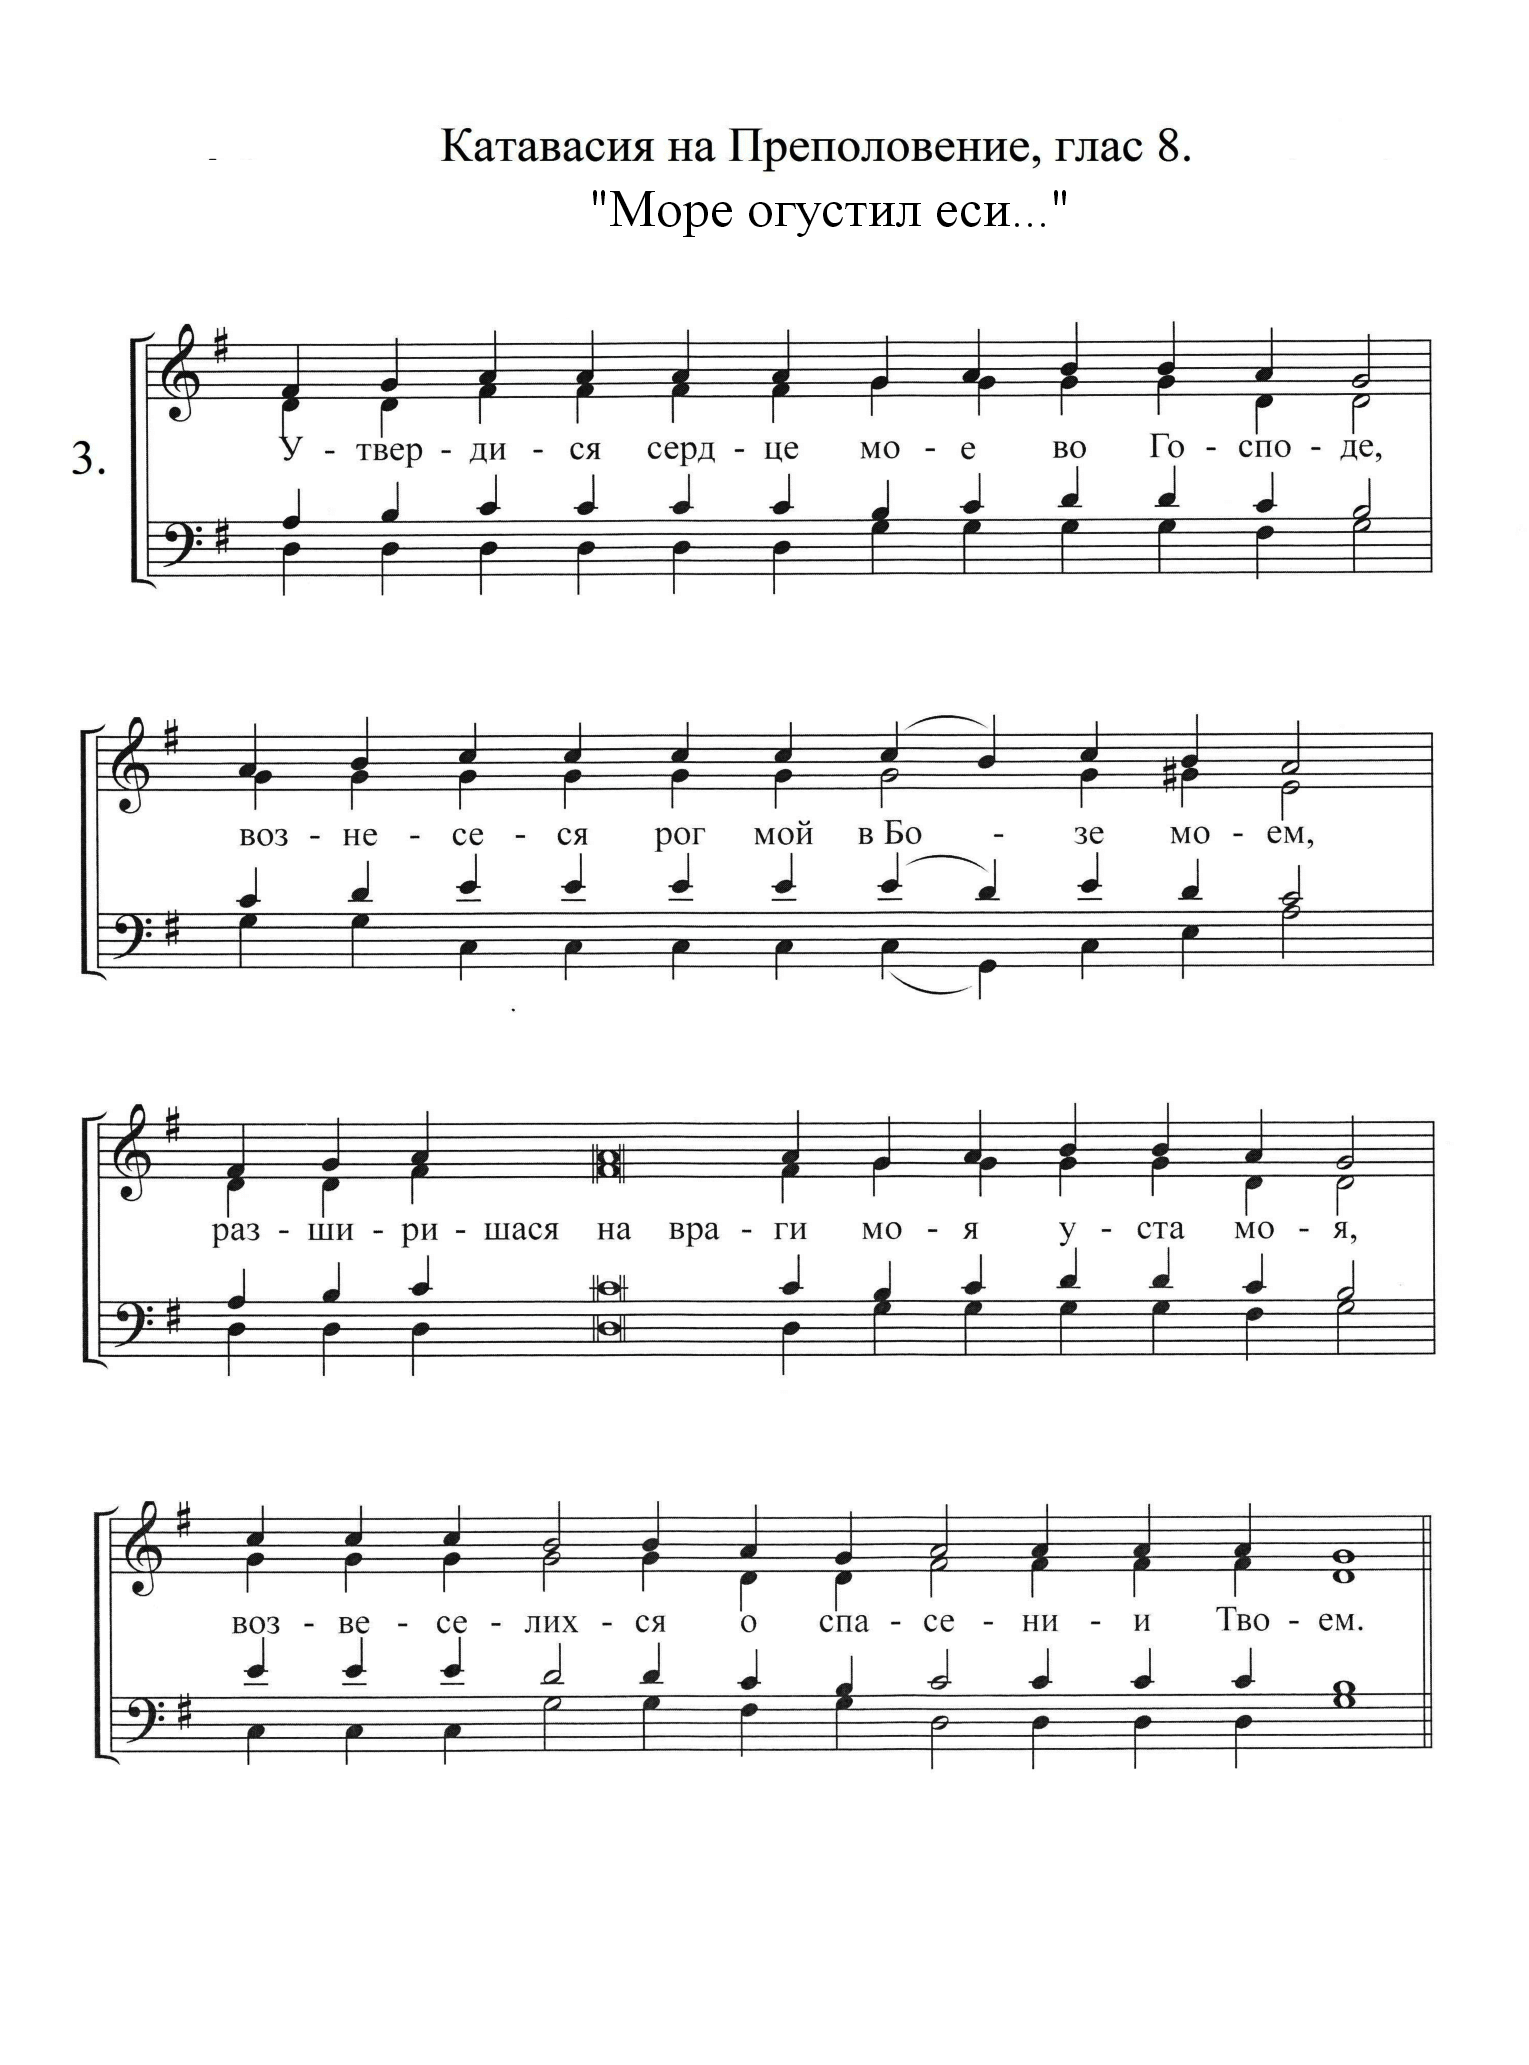 Катавасия на Преполовение, глас 8.
"Море огустил еси..."
3.
У - твер - ди - ся серд - це мо - е во Го - спо - де,
воз - не - се - ся рог мой в Бо - зе мо - ем,
раз - ши - ри - шася на вра - ги мо - я у - ста мо - я,
воз - ве - се - лих - ся о спа - се - ни - и Тво - ем.